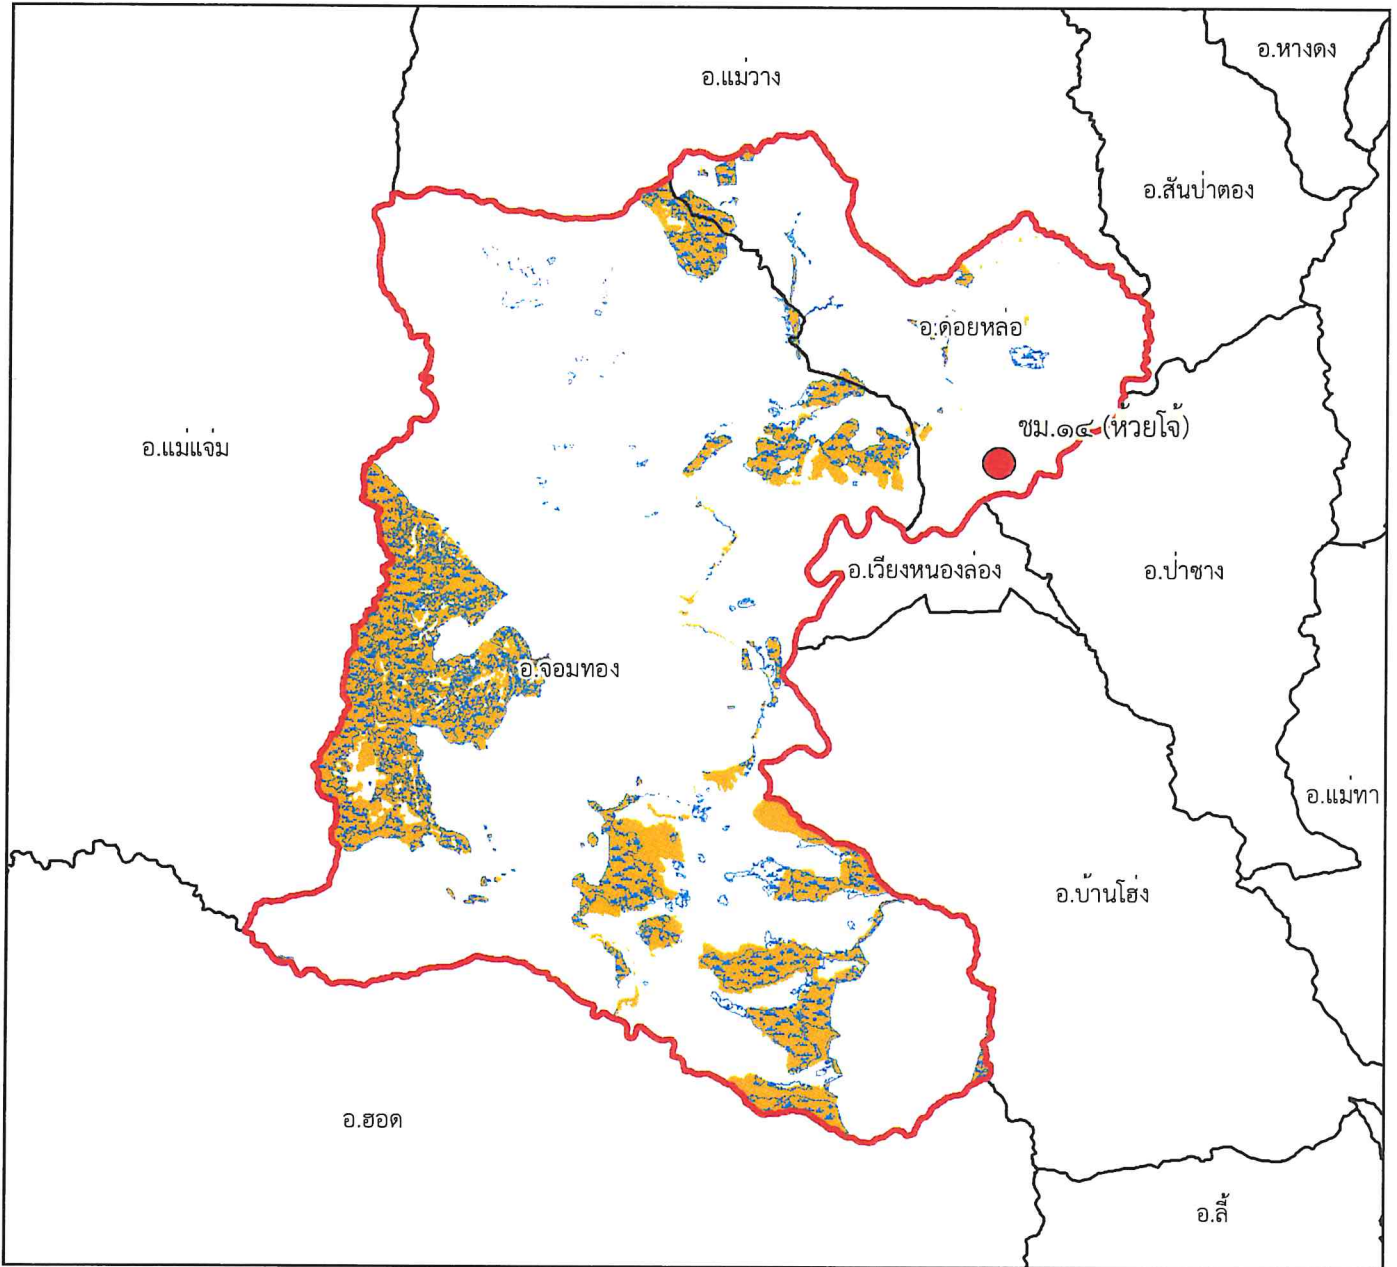 อ.หางดง
อ.แม่วาง
อ.สันป่าตอง
อ.ดอยหล่อ
ชม.๑๔ (ห้วยโจ้)
อ.แม่แจ่ม
อ.เวียงหนองล่อง
อ.ป่าซาง
อ.จอมทอง
อ.แม่ทา
อ.บ้านโฮ่ง
อ.ฮอด
อ.ลี้